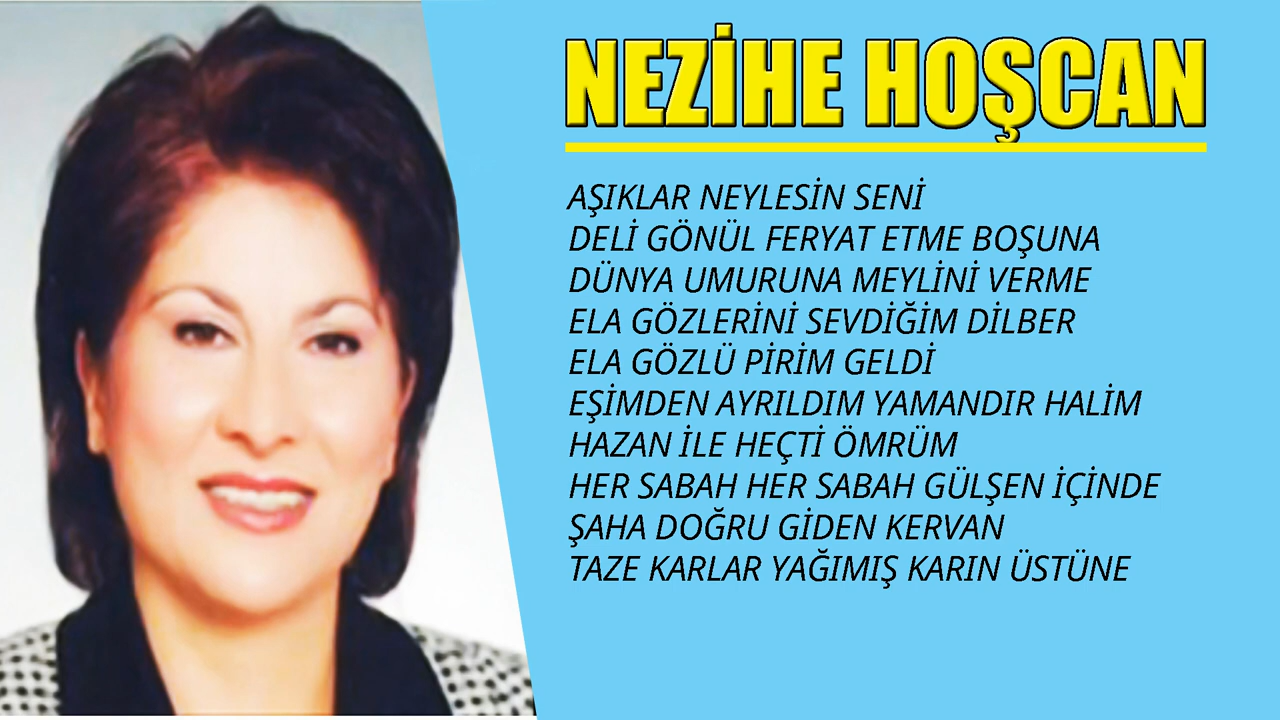 NEZİHE HOŞCAN
AŞIKLAR NEYLESİN SENİ
DELİ GÖNÜL FERYAT ETME BOŞUNA
DÜNYA UMURUNA MEYLİNİ VERME
ELA GÖZLERİNİ SEVDİĞİM DİLBER
ELA GÖZLÜ PİRİM GELDİ
EŞİMDEN AYRILDIM YAMANDIR HALİM
HAZAN İLE HEÇTİ ÖMRÜM
HER SABAH HER SABAH GÜLŞEN İÇİNDE
ŞAHA DOĞRU GİDEN KERVAN
TAZE KARLAR YAĞIMIŞ KARIN ÜSTÜNE